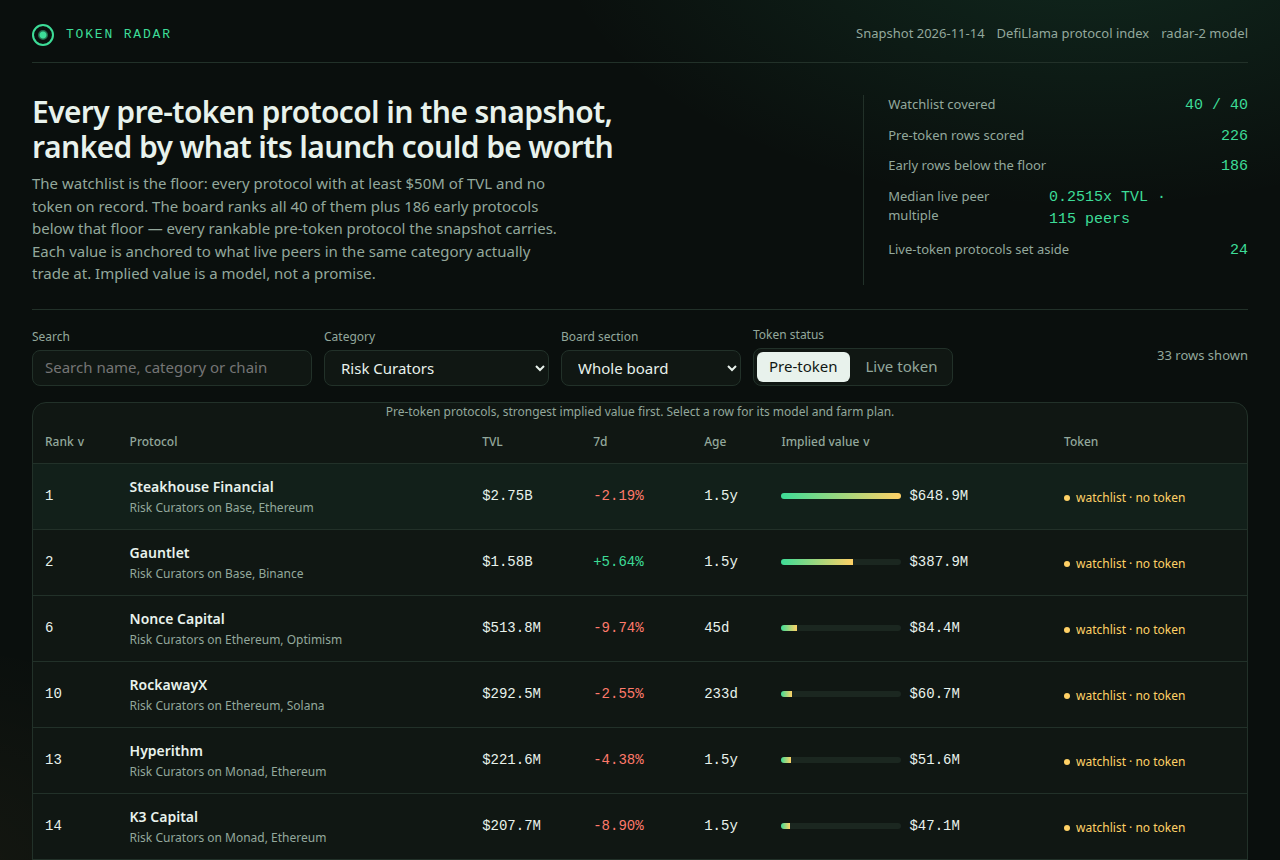 TOKEN RADAR
Snapshot 2026-11-14 DefiLlama protocol index radar-2 model
Every pre-token protocol in the snapshot,
ranked by what its launch could be worth
The watchlist is the floor: every protocol with at least $50M of TVL and no
token on record. The board ranks all 40 of them plus 186 early protocols
below that floor — every rankable pre-token protocol the snapshot carries.
Each value is anchored to what live peers in the same category actually
trade at. Implied value is a model, not a promise.
Watchlist covered 40 / 40
Pre-token rows scored 226
Early rows below the floor 186
Median live peer multiple 0.2515x TVL · 115 peers
Live-token protocols set aside 24
Search
Category
Board section
Token status
Search name, category or chain
Risk Curators
Whole board
Pre-token Live token
33 rows shown
Pre-token protocols, strongest implied value first. Select a row for its model and farm plan.
Rank v Protocol TVL 7d Age Implied value v Token
1 Steakhouse Financial $2.75B -2.19% 1.5y $648.9M watchlist · no token
Risk Curators on Base, Ethereum
2 Gauntlet $1.58B +5.64% 1.5y $387.9M watchlist · no token
Risk Curators on Base, Binance
6 Nonce Capital $513.8M -9.74% 45d $84.4M watchlist · no token
Risk Curators on Ethereum, Optimism
10 RockawayX $292.5M -2.55% 233d $60.7M watchlist · no token
Risk Curators on Ethereum, Solana
13 Hyperithm $221.6M -4.38% 1.5y $51.6M watchlist · no token
Risk Curators on Monad, Ethereum
14 K3 Capital $207.7M -8.90% 1.5y $47.1M watchlist · no token
Risk Curators on Monad, Ethereum